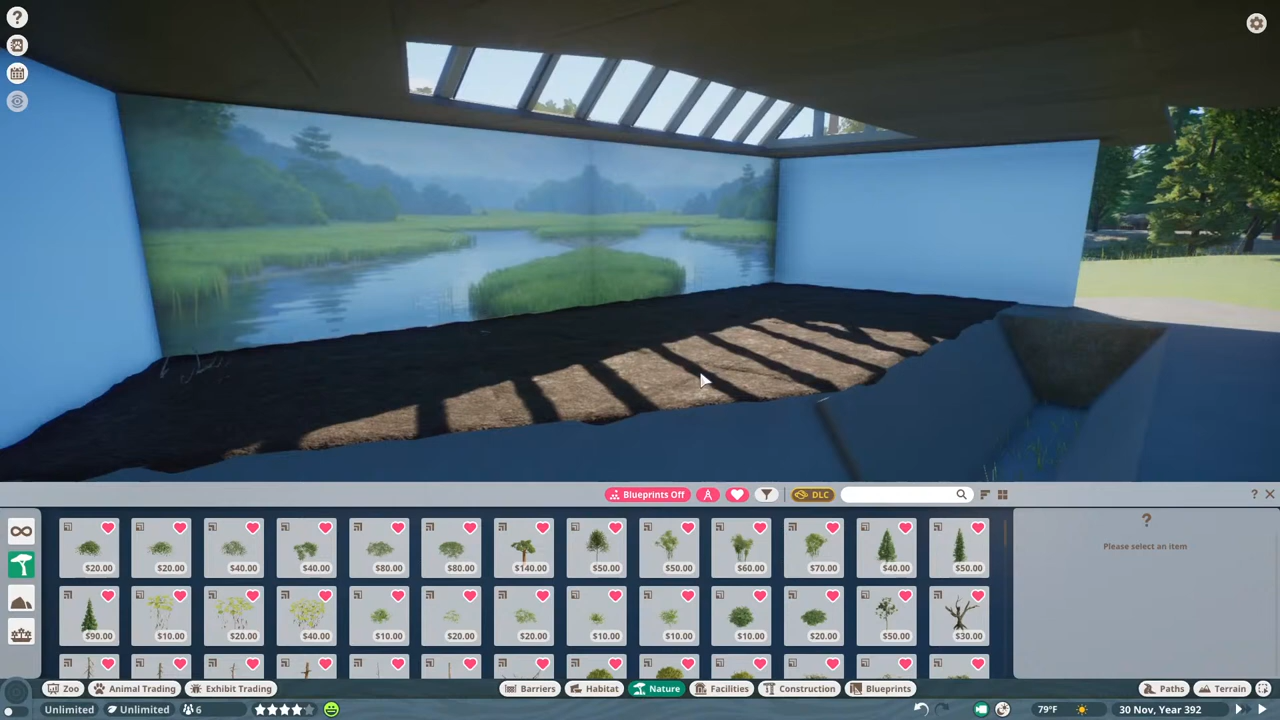 ?
Blueprints Off
DLC
?
$20.00 $20.00 $40.00 $40.00 $80.00 $80.00 $140.00 $50.00 $50.00 $60.00 $70.00 $40.00 $50.00
?
Please select an item
$90.00 $10.00 $20.00 $40.00 $10.00 $20.00 $20.00 $10.00 $10.00 $10.00 $20.00 $50.00 $30.00
Zoo Animal Trading Exhibit Trading Barriers Habitat Nature Facilities Construction Blueprints Paths Terrain
Unlimited Unlimited 6 79°F 30 Nov, Year 392